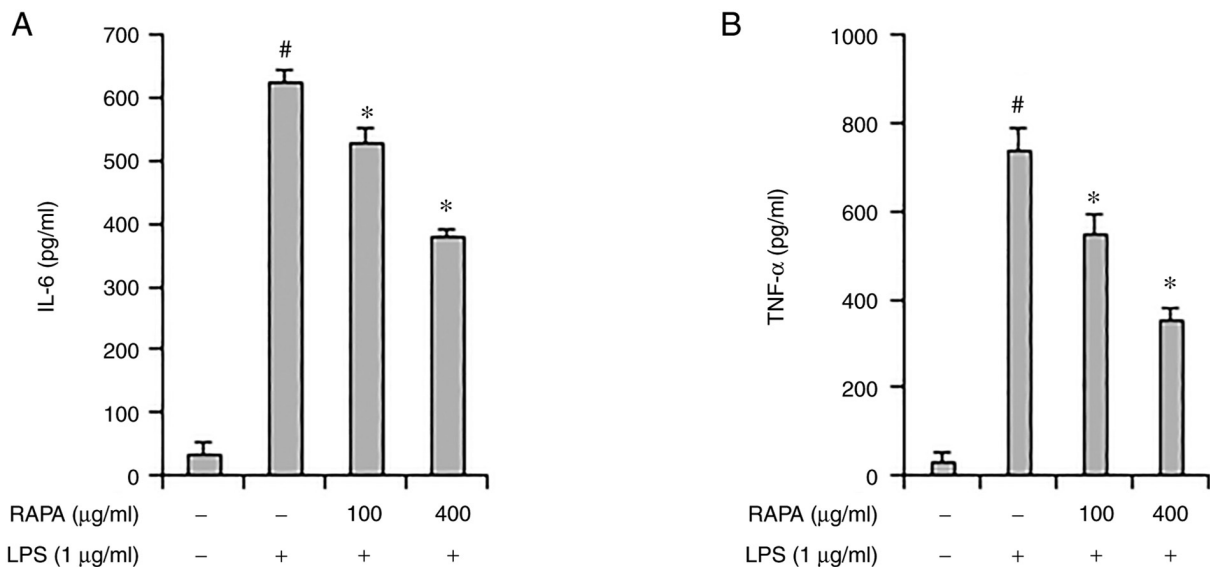 A
B
700
600
500
400
300
200
100
0
IL-6 (pg/ml)
#
*
*
RAPA (μg/ml) – – 100 400
LPS (1 μg/ml) – + + +
1000
800
600
400
200
0
TNF-α (pg/ml)
#
*
*
RAPA (μg/ml) – – 100 400
LPS (1 μg/ml) – + + +